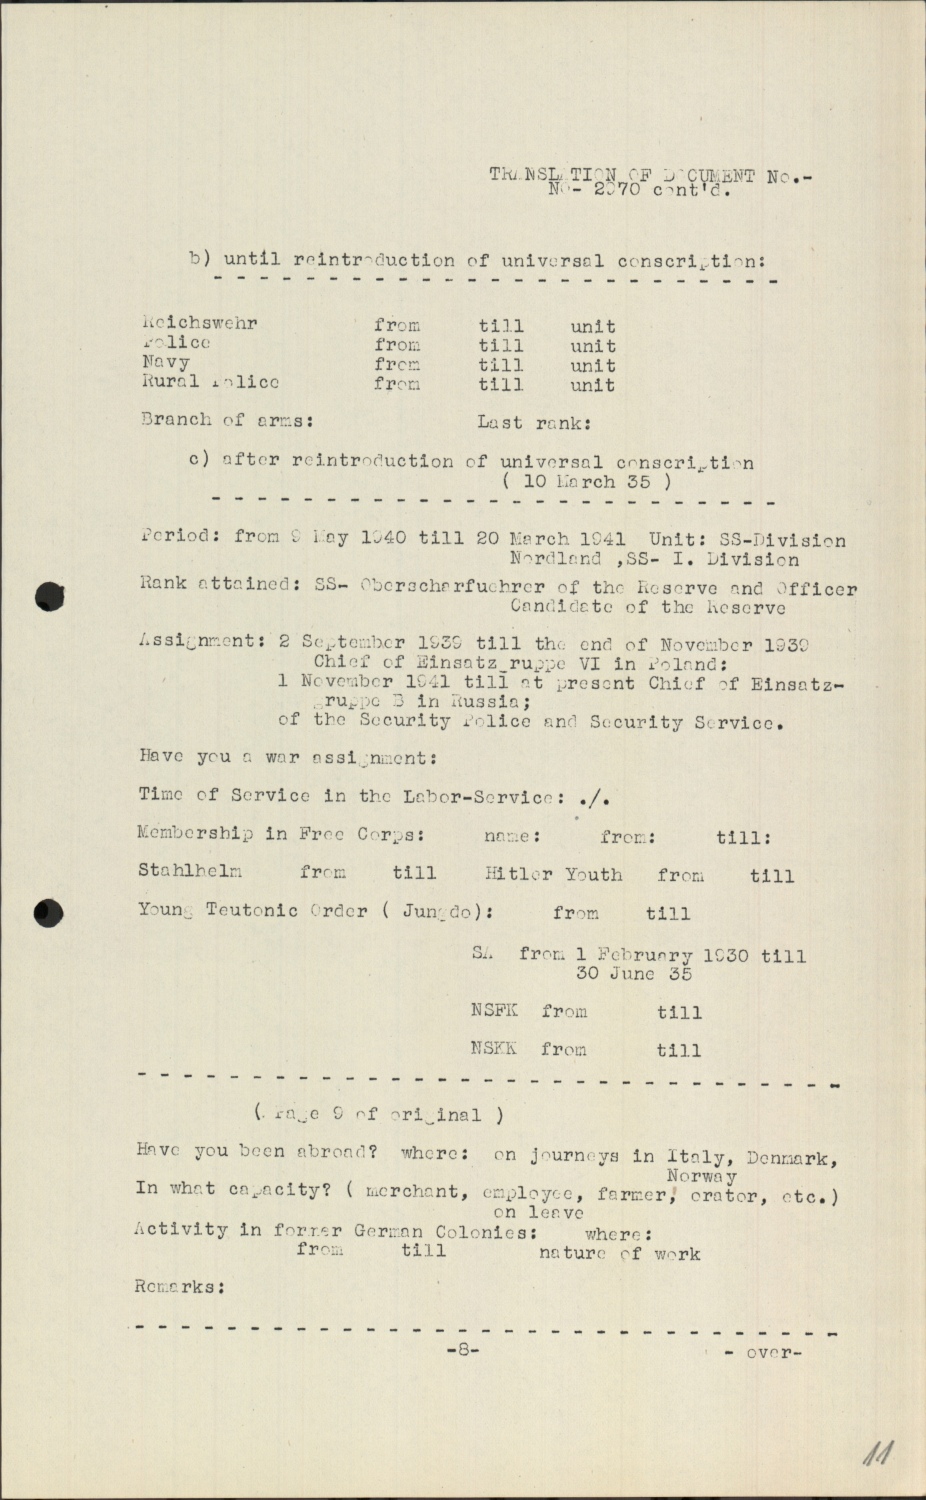 TRANSLATION OF DOCUMENT No.-
No- 2970 cont'd.
b) until reintroduction of universal conscription:
- - - - - - - - - - - - - - - - - - - - - - - - -
Reichswehr from till unit
Police from till unit
Navy from till unit
Rural Police from till unit
Branch of arms: Last rank:
c) after reintroduction of universal conscription
( 10 March 35 )
- - - - - - - - - - - - - - - - - - - - - - - - -
Period: from 9 May 1940 till 20 March 1941 Unit: SS-Division
Nordland ,SS- I. Division
Rank attained: SS- Oberscharfuehrer of the Reserve and Officer
Candidate of the Reserve
Assignment: 2 September 1939 till the end of November 1939
Chief of Einsatzgruppe VI in Poland:
1 November 1941 till at present Chief of Einsatz-
gruppe B in Russia;
of the Security Police and Security Service.
Have you a war assignment:
Time of Service in the Labor-Service: ./.
Membership in Free Corps: name: from: till:
Stahlhelm from till Hitler Youth from till
Young Teutonic Order ( Jungdo): from till
SA from 1 February 1930 till
30 June 35
NSFK from till
NSKK from till
- - - - - - - - - - - - - - - - - - - - - - - - - - - - - - -
( Page 9 of original )
Have you been abroad? where: on journeys in Italy, Denmark,
Norway
In what capacity? ( merchant, employee, farmer, orator, etc.)
on leave
Activity in former German Colonies: where:
from till nature of work
Remarks:
- - - - - - - - - - - - - - - - - - - - - - - - - - - - - - -
-8- - over-
11